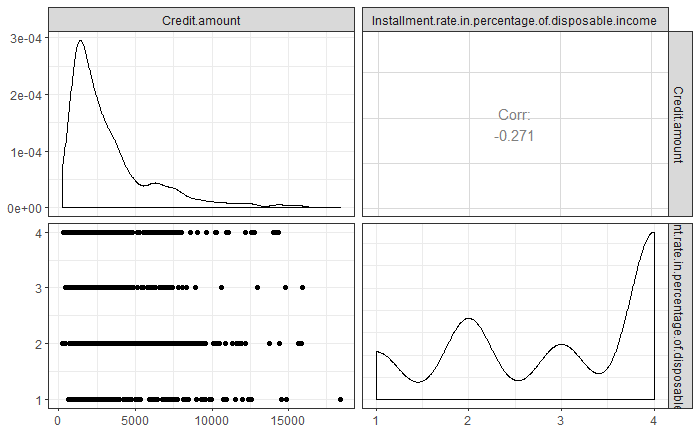 Credit.amount
Installment.rate.in.percentage.of.disposable.income
3e-04
2e-04
1e-04
0e+00
Corr:
-0.271
Credit.amount
4
3
2
1
nt.rate.in.percentage.of.disposable
0
5000
10000
15000
1
2
3
4